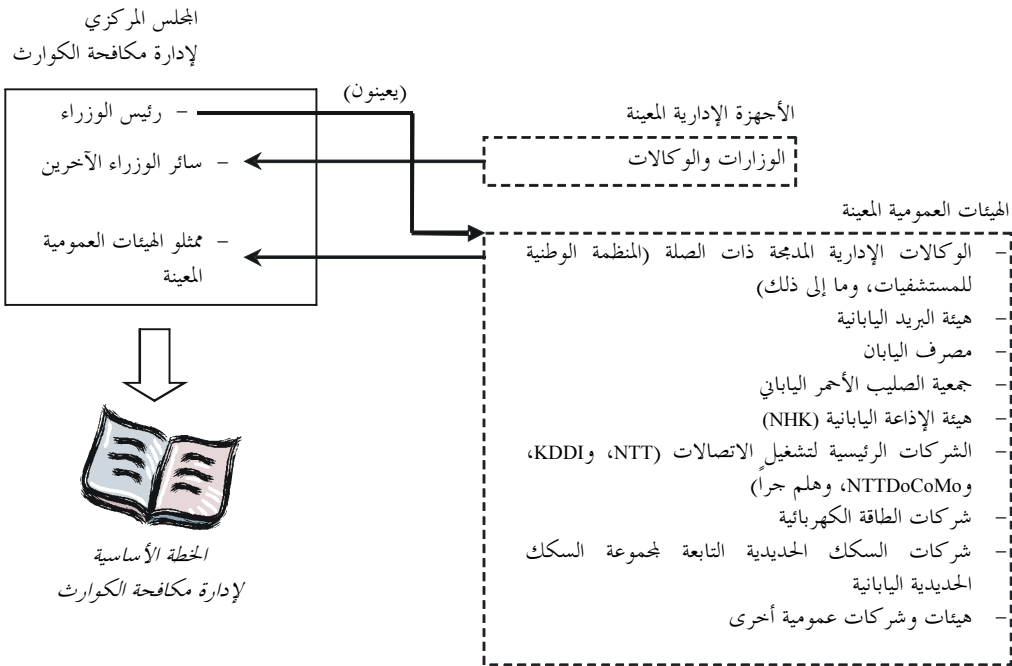 المجلس المركزي
لإدارة مكافحة الكوارث
(يعينون)
– رئيس الوزراء
– سائر الوزراء الآخرين
– ممثلو الهيئات العمومية
المعينة
الأجهزة الإدارية المعينة
الوزارات والوكالات
الهيئات العمومية المعينة
– الوكالات الإدارية المدمجة ذات الصلة (المنظمة الوطنية
للمستشفيات، وما إلى ذلك)
– هيئة البريد اليابانية
– مصرف اليابان
– جمعية الصليب الأحمر الياباني
– هيئة الإذاعة اليابانية (NHK)
– الشركات الرئيسية لتشغيل الاتصالات (NTT، وKDDI،
وNTTDoCoMo، وهلم جراً)
– شركات الطاقة الكهربائية
– شركات السكك الحديدية التابعة لمجموعة السكك
الحديدية اليابانية
– هيئات وشركات عمومية أخرى
الخطة الأساسية
لإدارة مكافحة الكوارث